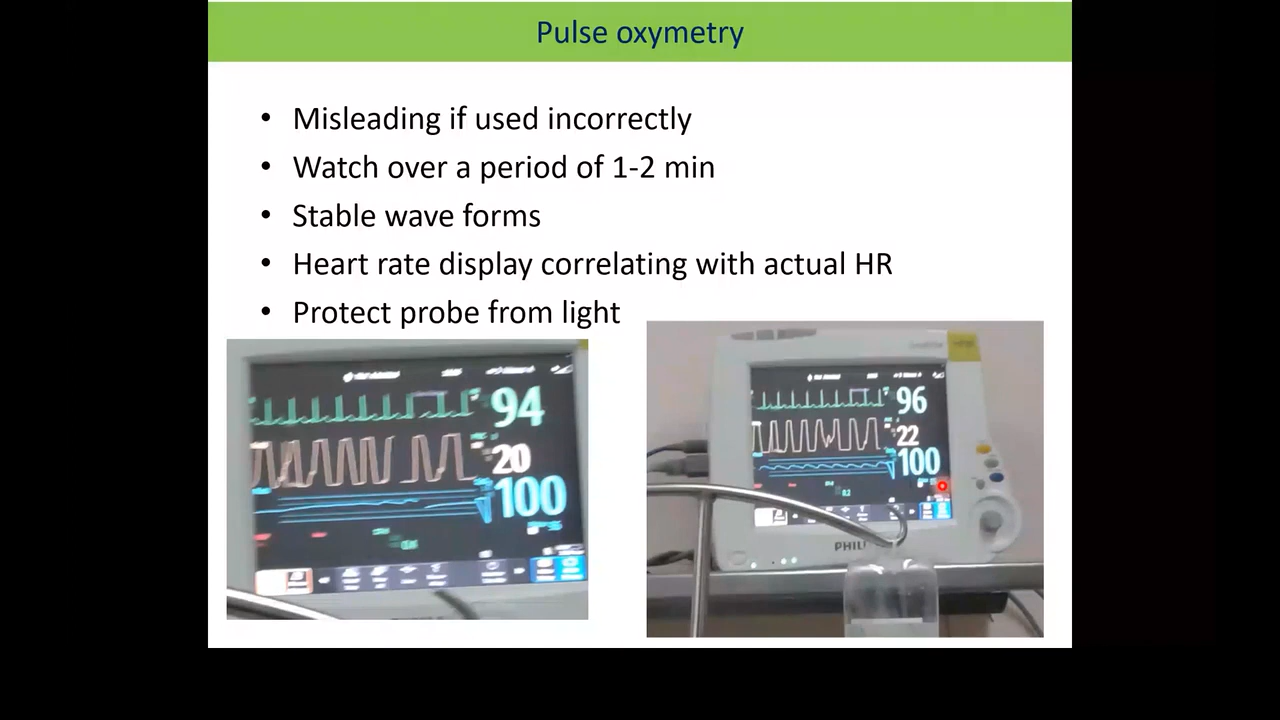 Pulse oxymetry
• Misleading if used incorrectly
• Watch over a period of 1-2 min
• Stable wave forms
• Heart rate display correlating with actual HR
• Protect probe from light
94
20
100
96
22
100
PHIL